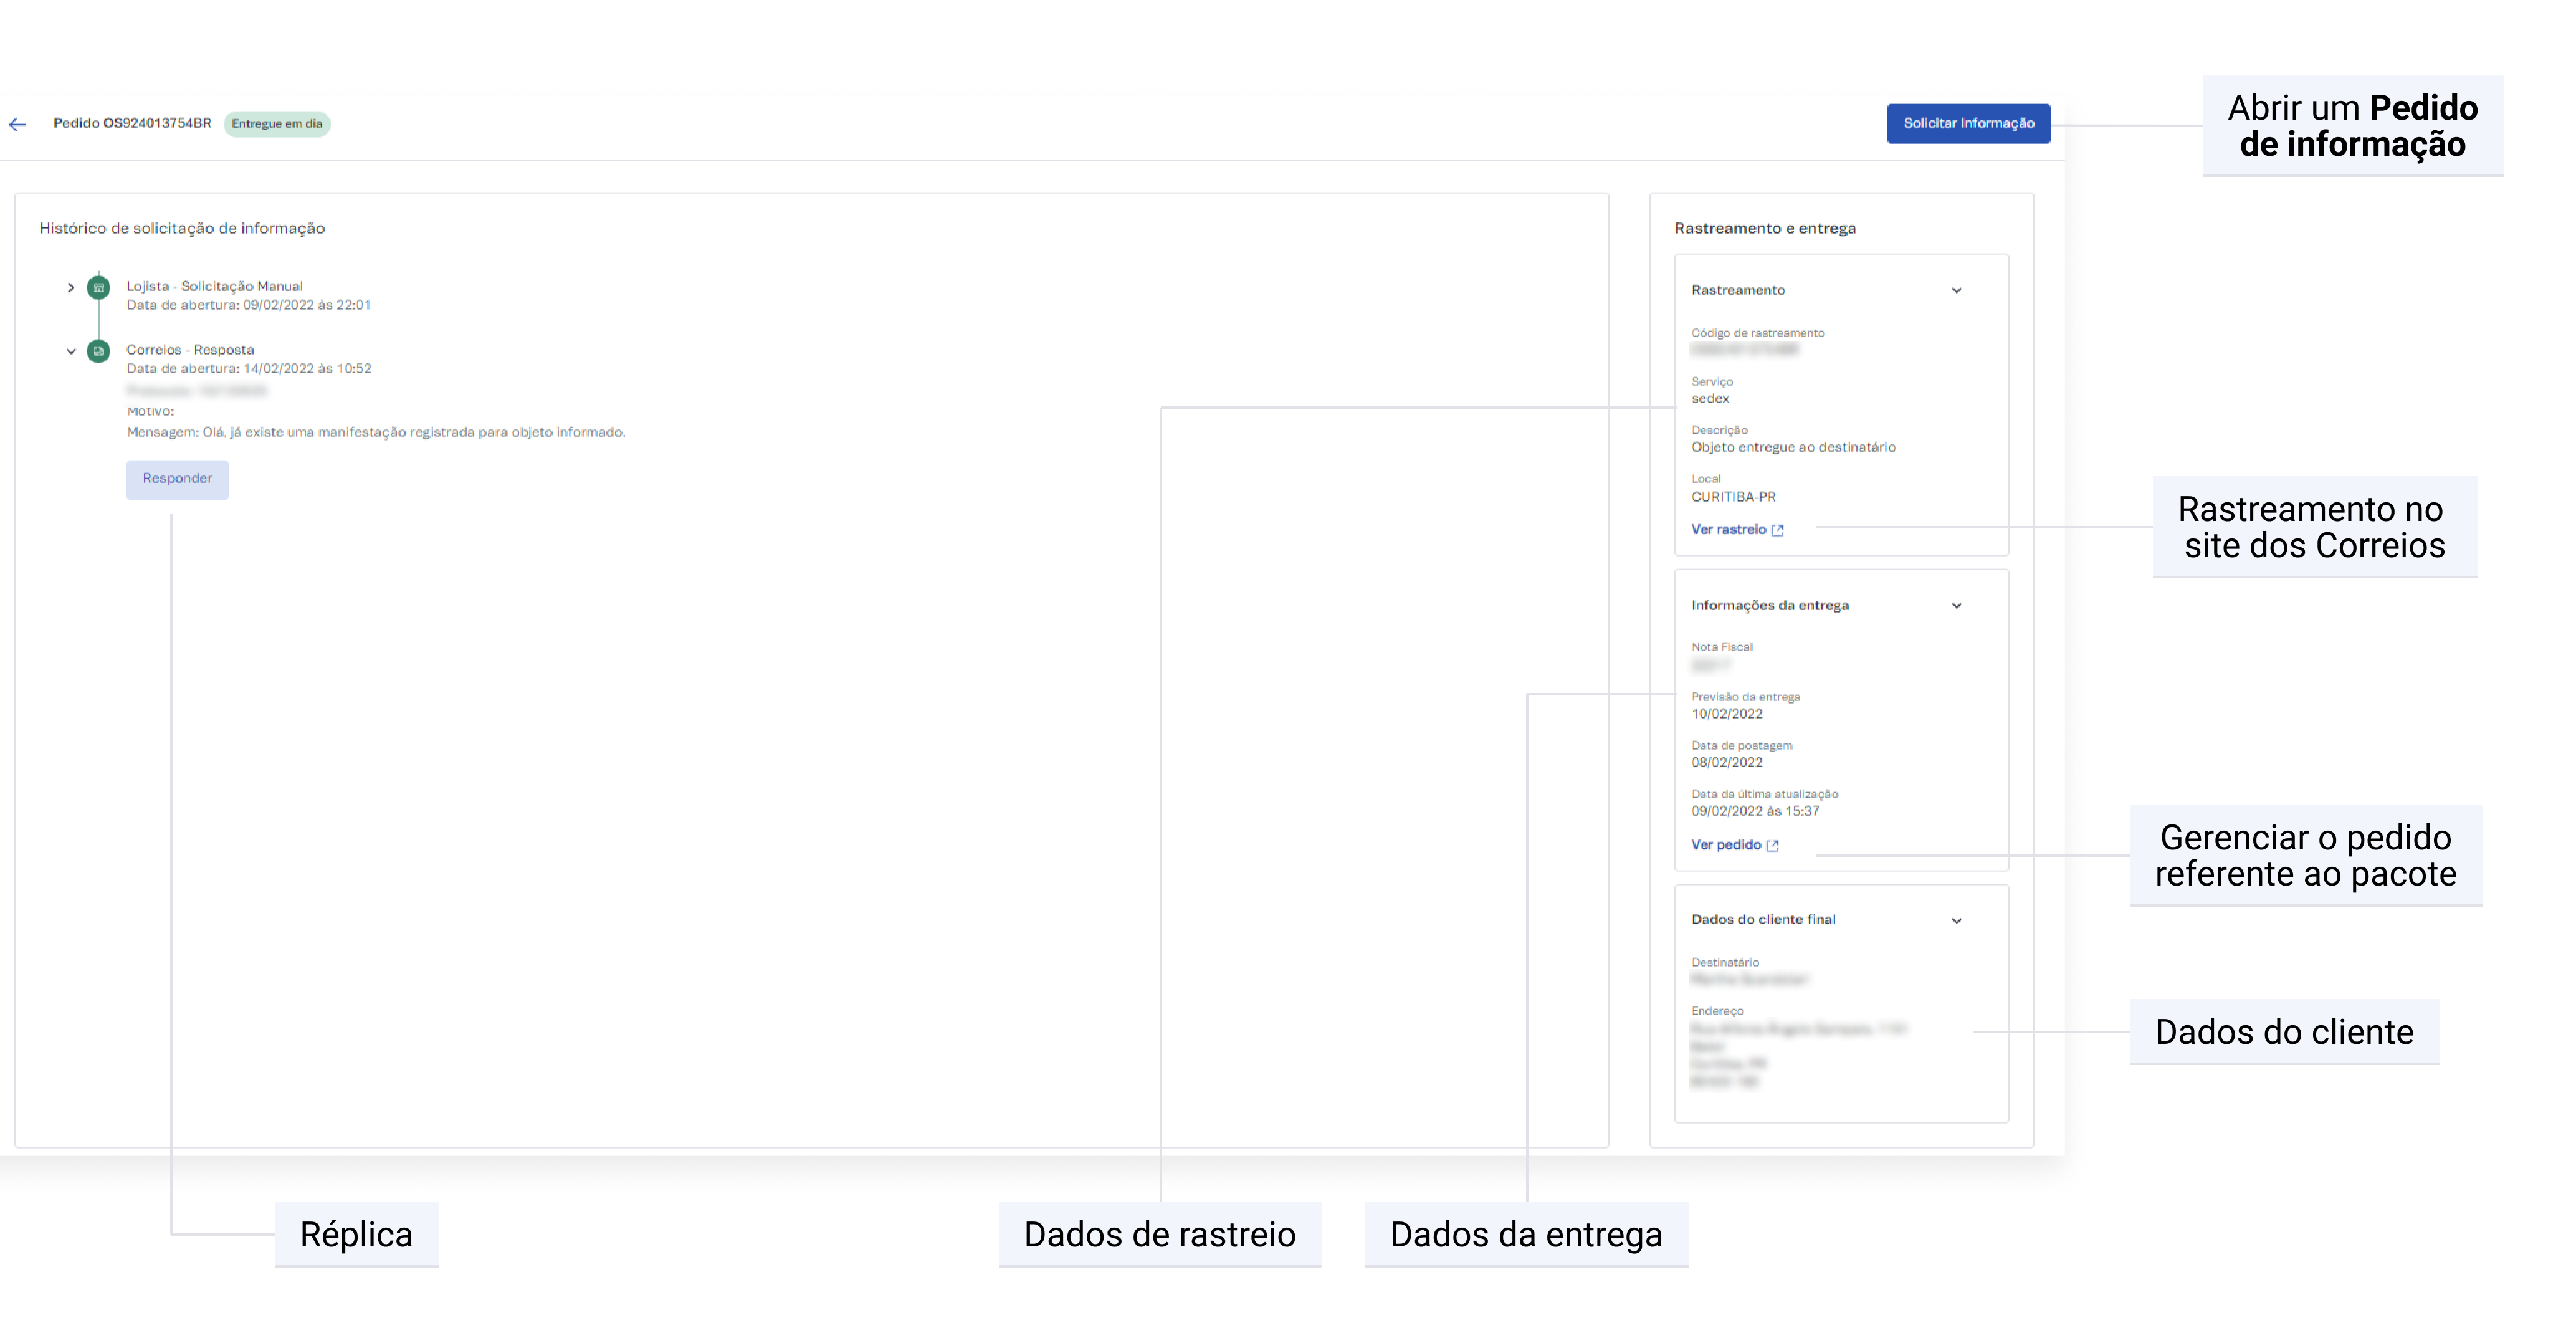 Pedido OS924013754BR
Entregue em dia
Solicitar informação
Abrir um Pedido
de informação
Histórico de solicitação de informação
Lojista - Solicitação Manual
Data de abertura: 09/02/2022 às 22:01
Correios - Resposta
Data de abertura: 14/02/2022 às 10:52
Motivo:
Mensagem: Olá, já existe uma manifestação registrada para objeto informado.
Responder
Rastreamento e entrega
Rastreamento
Código de rastreamento
Serviço
sedex
Descrição
Objeto entregue ao destinatário
Local
CURITIBA-PR
Ver rastreio
Rastreamento no
site dos Correios
Informações da entrega
Nota Fiscal
Previsão da entrega
10/02/2022
Data de postagem
08/02/2022
Data da última atualização
09/02/2022 às 15:37
Ver pedido
Gerenciar o pedido
referente ao pacote
Dados do cliente final
Destinatário
Endereço
Dados do cliente
Réplica
Dados de rastreio
Dados da entrega